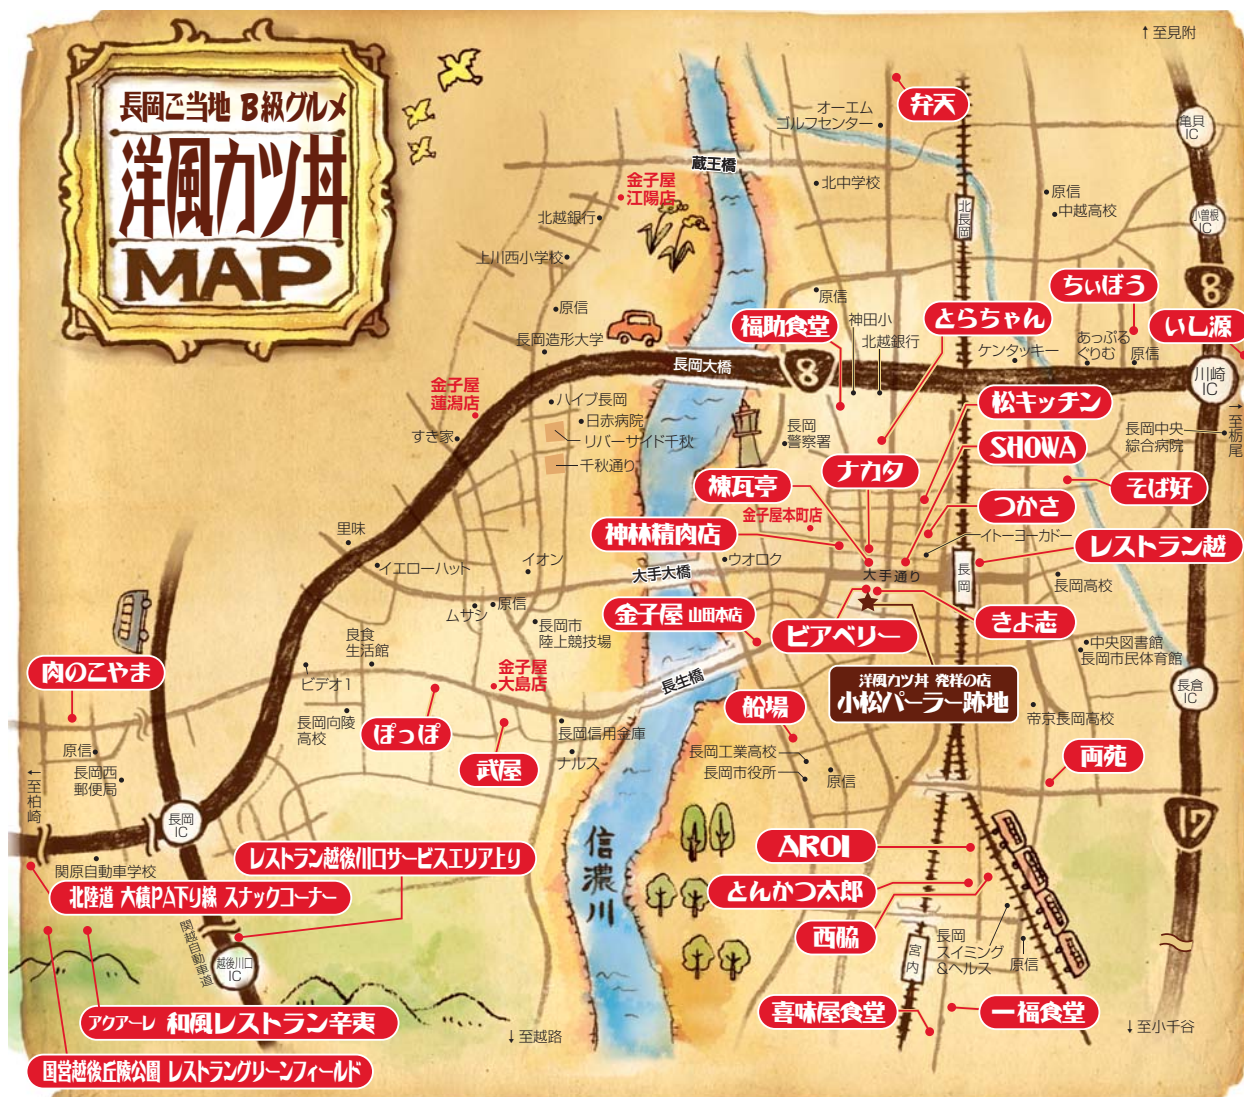 長岡ご当地 B級グルメ
洋風カツ丼
MAP
↑至見附
弁天
オーエム
ゴルフセンター
亀貝
IC
蔵王橋
金子屋
江陽店
北中学校
原信
中越高校
北長岡
小曽根
IC
北越銀行
上川西小学校
8
ちぃぼう
原信
原信
福助食堂
神田小
北越銀行
とらちゃん
いし源
長岡造形大学
ケンタッキー
あっぷる
ぐりむ
原信
長岡大橋
8
川崎
IC
金子屋
蓮潟店
ハイブ長岡
日赤病院
リバーサイド千秋
千秋通り
すき家
長岡
警察署
松キッチン
SHOWA
長岡中央
綜合病院
→至栃尾
ナカタ
煉瓦亭
そば好
つかさ
金子屋本町店
神林精肉店
イトーヨーカドー
レストラン越
里味
イエローハット
イオン
大手大橋
ウオロク
大手通り
長岡
長岡高校
ムサシ
原信
長岡市
陸上競技場
金子屋 山田本店
ビアベリー
きよ志
良食
生活館
中央図書館
長岡市民体育館
肉のこやま
ビデオ1
金子屋
大島店
長生橋
洋風カツ丼 発祥の店
小松パーラー跡地
長倉
IC
長岡向陵
高校
ぽっぽ
船場
帝京長岡高校
長岡信用金庫
原信
武屋
ナルス
長岡工業高校
長岡市役所
原信
両苑
←至柏崎
長岡西
郵便局
長岡
IC
17
信濃川
AROI
レストラン越後川口サービスエリア上り
関原自動車学校
とんかつ太郎
北陸道 大積PA下り線 スナックコーナー
西脇
関越自動車道
越後川口
IC
宮内
長岡
スイミング
&ヘルス
原信
アクアーレ 和風レストラン辛実
喜味屋食堂
一福食堂
↓至越路
↓至小千谷
国営越後丘陵公園 レストラングリーンフィールド